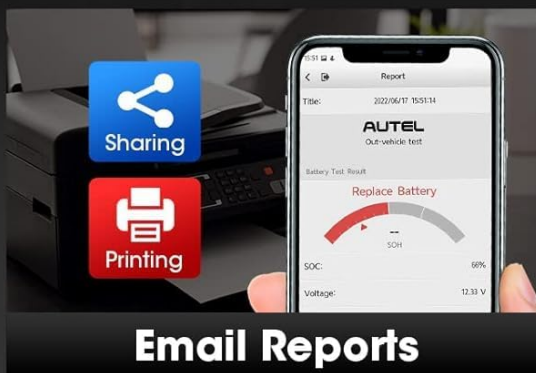 Sharing
Printing
15:51
Report
Title: 2022/06/17 15:51:14
AUTEL
Out-vehicle test
Battery Test Result
Replace Battery
--
SOH
SOC: 66%
Voltage: 12.33 V
Email Reports